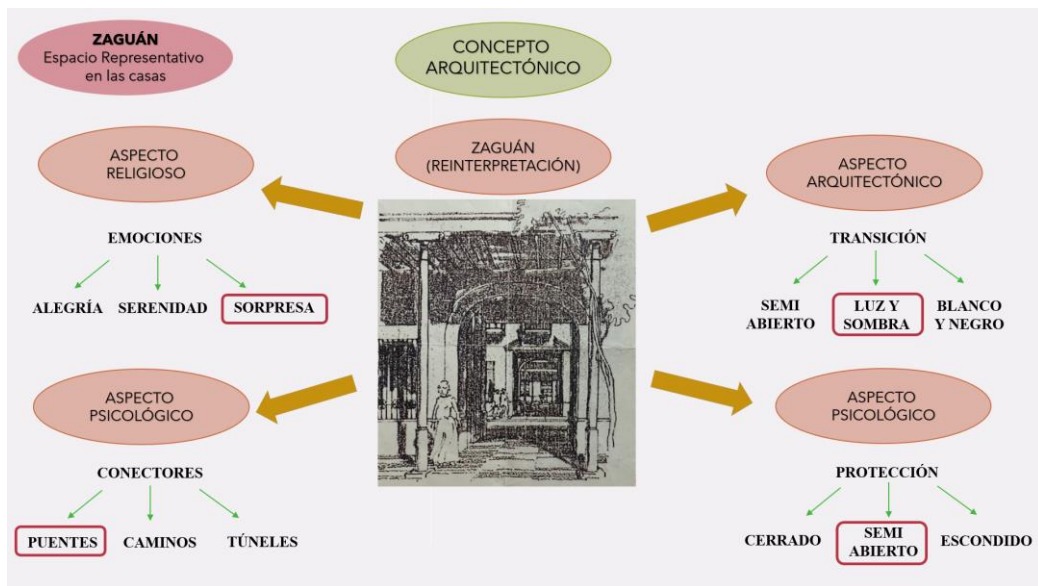 ZAGUÁN
Espacio Representativo
en las casas
CONCEPTO
ARQUITECTÓNICO
ZAGUÁN
(REINTERPRETACIÓN)
ASPECTO
RELIGIOSO
EMOCIONES
ALEGRÍA
SERENIDAD
SORPRESA
ASPECTO
ARQUITECTÓNICO
TRANSICIÓN
SEMI
ABIERTO
LUZ Y
SOMBRA
BLANCO
Y NEGRO
ASPECTO
PSICOLÓGICO
CONECTORES
PUENTES
CAMINOS
TÚNELES
ASPECTO
PSICOLÓGICO
PROTECCIÓN
CERRADO
SEMI
ABIERTO
ESCONDIDO